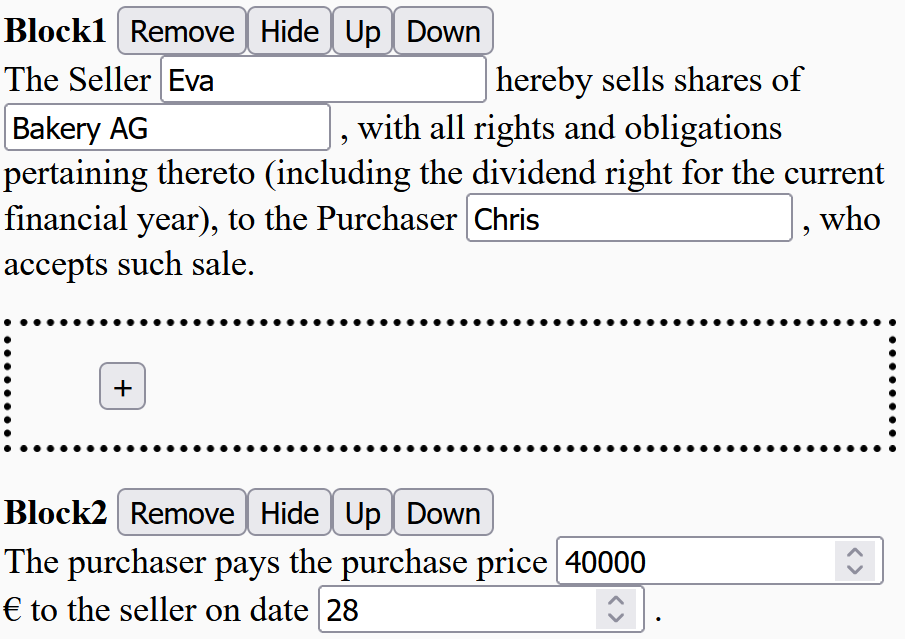 Block1 Remove Hide Up Down
The Seller Eva hereby sells shares of
Bakery AG , with all rights and obligations
pertaining thereto (including the dividend right for the current
financial year), to the Purchaser Chris , who
accepts such sale.
+
Block2 Remove Hide Up Down
The purchaser pays the purchase price 40000
€ to the seller on date 28 .